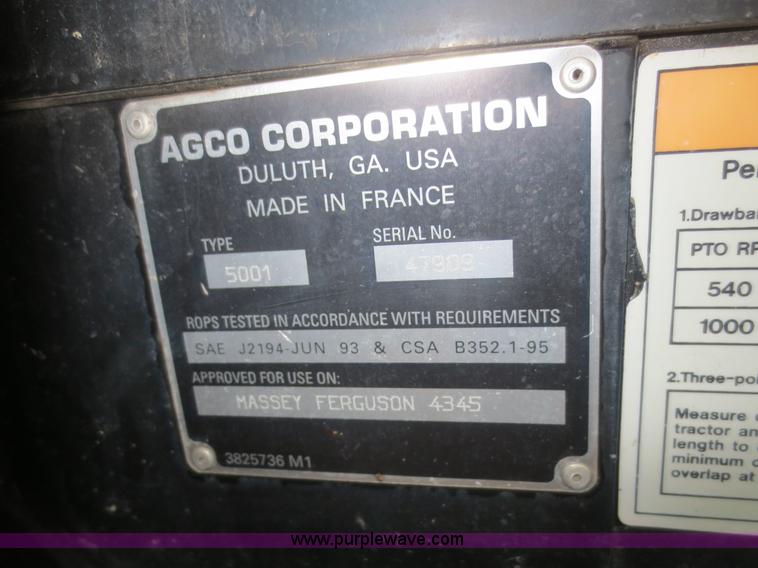 AGCO CORPORATION
DULUTH, GA. USA
MADE IN FRANCE
TYPE
SERIAL No.
5001
47909
ROPS TESTED IN ACCORDANCE WITH REQUIREMENTS
SAE J2194-JUN 93 & CSA B352.1-95
APPROVED FOR USE ON:
MASSEY FERGUSON 4345
3825736 M1
1.Drawba
PTO RP
540
1000
2.Three-poi
Measure
tractor an
length to
minimum
overlap at
www.purplewave.com